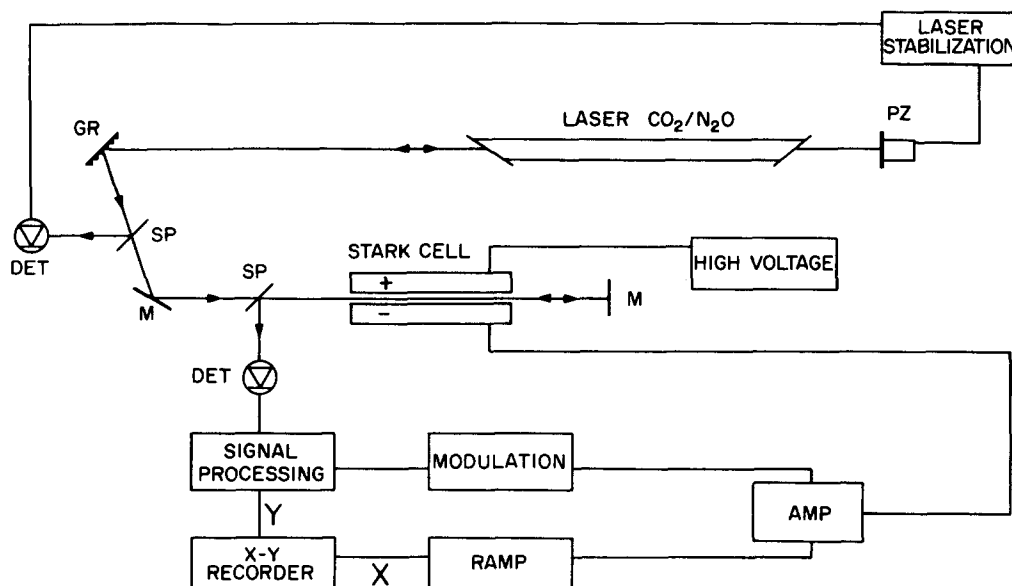 LASER
STABILIZATION
GR
LASER CO₂/N₂O
PZ
SP
DET
STARK CELL
HIGH VOLTAGE
SP
+
M
M
-
DET
SIGNAL
PROCESSING
MODULATION
Y
AMP
X-Y
RECORDER
X
RAMP